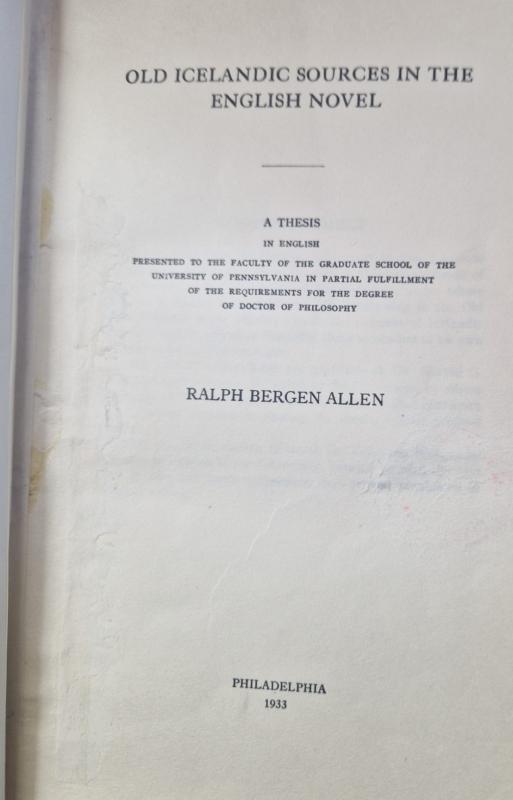 OLD ICELANDIC SOURCES IN THE
ENGLISH NOVEL
A THESIS
IN ENGLISH
PRESENTED TO THE FACULTY OF THE GRADUATE SCHOOL OF THE
UNIVERSITY OF PENNSYLVANIA IN PARTIAL FULFILLMENT
OF THE REQUIREMENTS FOR THE DEGREE
OF DOCTOR OF PHILOSOPHY
RALPH BERGEN ALLEN
PHILADELPHIA
1933